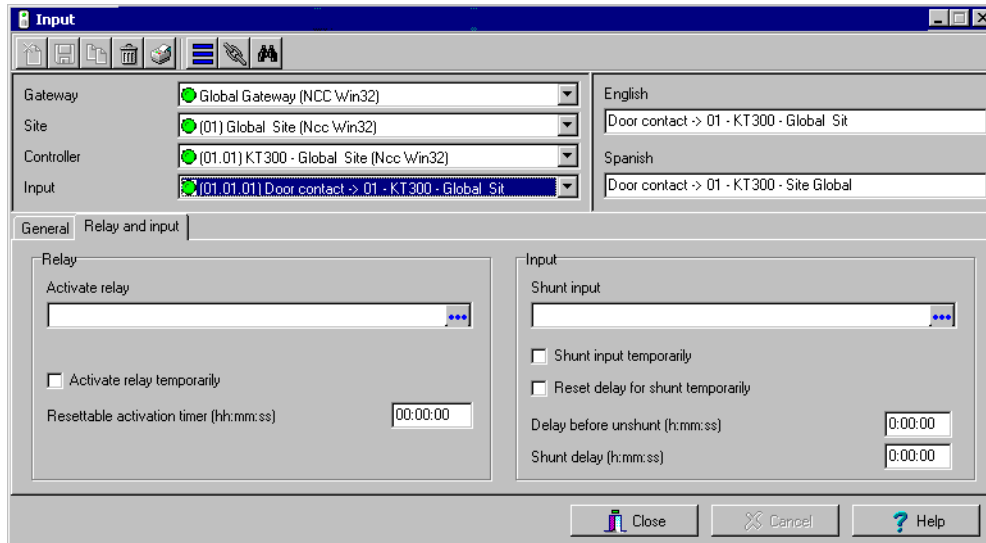 Input
Gateway
Global Gateway (NCC Win32)
Site
(01) Global Site (Ncc Win32)
Controller
(01.01) KT300 - Global Site (Ncc Win32)
Input
(01.01.01) Door contact -> 01 - KT300 - Global Sit
English
Door contact -> 01 - KT300 - Global Sit
Spanish
Door contact -> 01 - KT300 - Site Global
General
Relay and input
Relay
Activate relay
Activate relay temporarily
Resettable activation timer (hh:mm:ss)
00:00:00
Input
Shunt input
Shunt input temporarily
Reset delay for shunt temporarily
Delay before unshunt (h:mm:ss)
0:00:00
Shunt delay (h:mm:ss)
0:00:00
Close
Cancel
Help